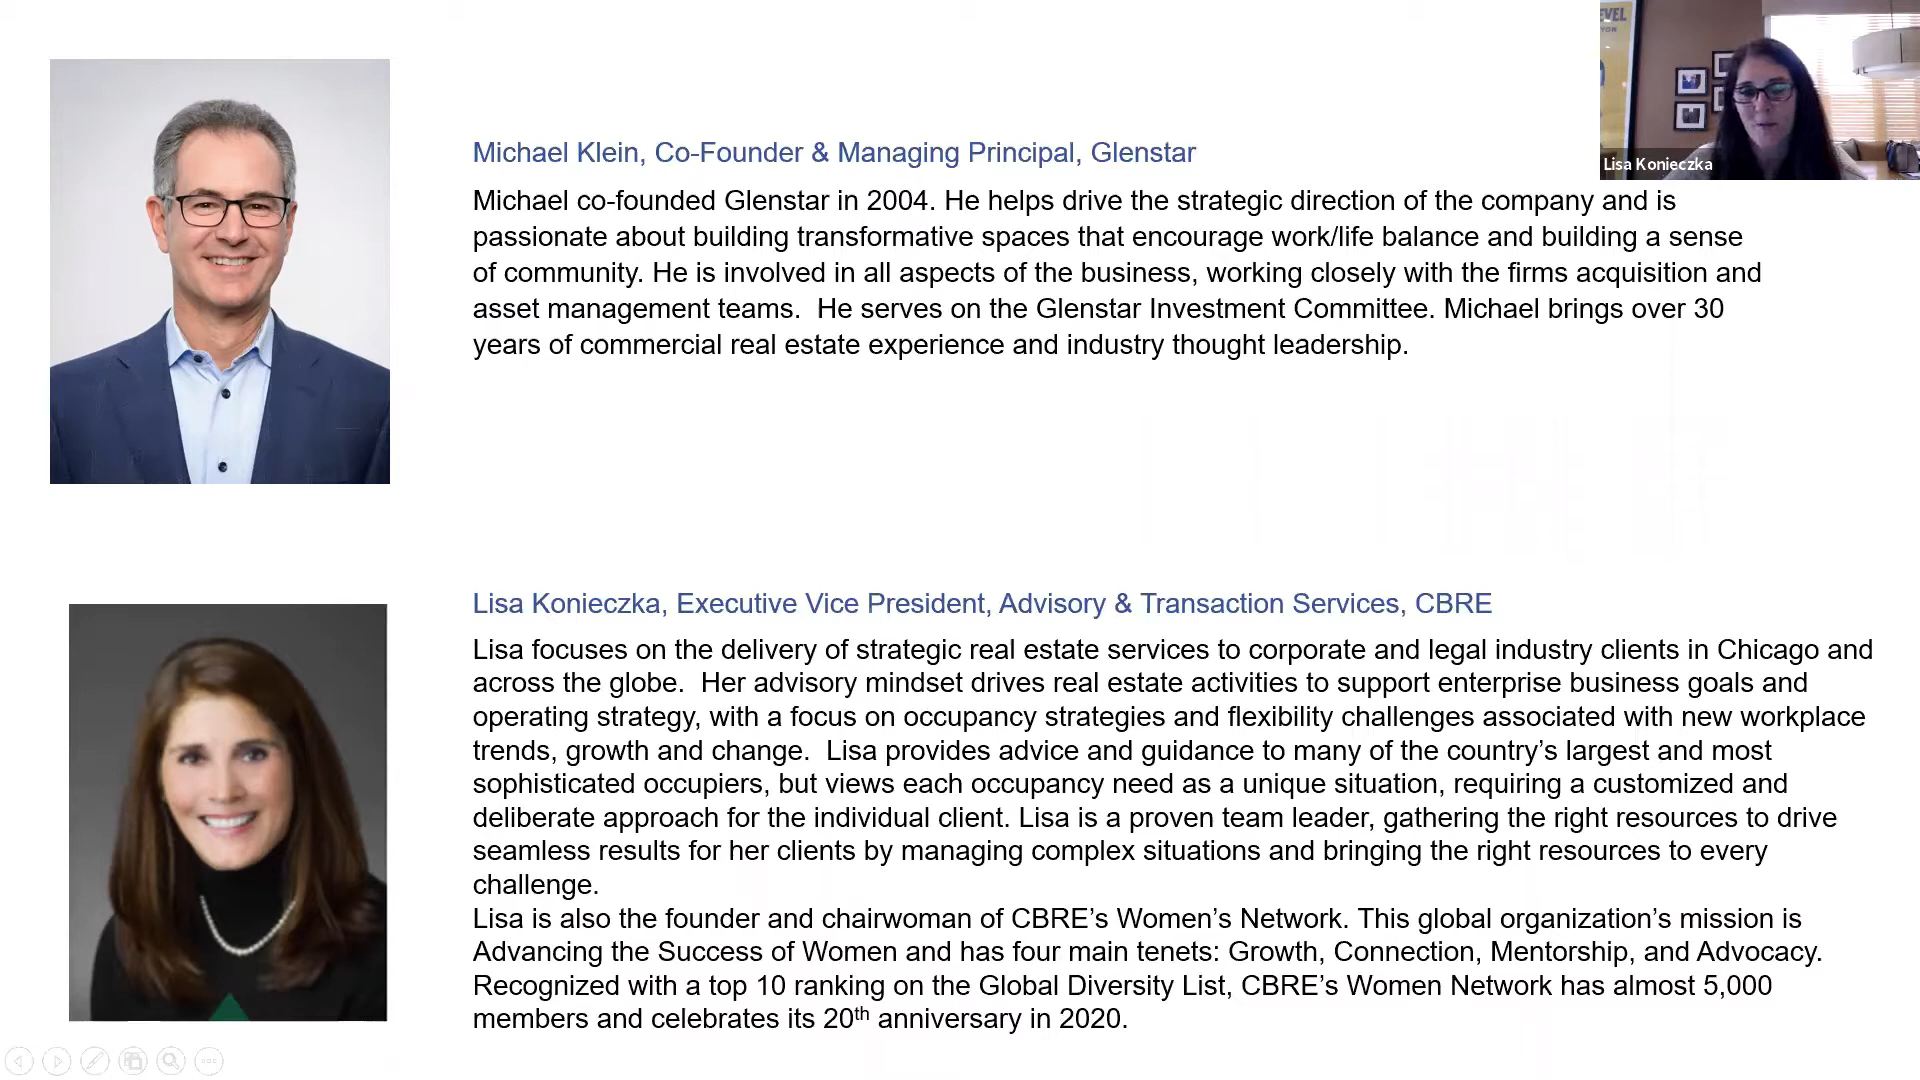 EVEL
YON
Lisa Konieczka
Michael Klein, Co-Founder & Managing Principal, Glenstar
Michael co-founded Glenstar in 2004. He helps drive the strategic direction of the company and is
passionate about building transformative spaces that encourage work/life balance and building a sense
of community. He is involved in all aspects of the business, working closely with the firms acquisition and
asset management teams.  He serves on the Glenstar Investment Committee. Michael brings over 30
years of commercial real estate experience and industry thought leadership.
Lisa Konieczka, Executive Vice President, Advisory & Transaction Services, CBRE
Lisa focuses on the delivery of strategic real estate services to corporate and legal industry clients in Chicago and
across the globe.  Her advisory mindset drives real estate activities to support enterprise business goals and
operating strategy, with a focus on occupancy strategies and flexibility challenges associated with new workplace
trends, growth and change.  Lisa provides advice and guidance to many of the country’s largest and most
sophisticated occupiers, but views each occupancy need as a unique situation, requiring a customized and
deliberate approach for the individual client. Lisa is a proven team leader, gathering the right resources to drive
seamless results for her clients by managing complex situations and bringing the right resources to every
challenge.
Lisa is also the founder and chairwoman of CBRE’s Women’s Network. This global organization’s mission is
Advancing the Success of Women and has four main tenets: Growth, Connection, Mentorship, and Advocacy.
Recognized with a top 10 ranking on the Global Diversity List, CBRE’s Women Network has almost 5,000
members and celebrates its 20th anniversary in 2020.